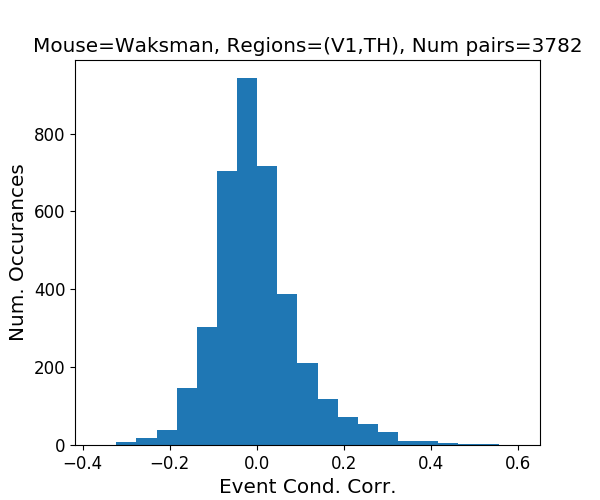 Mouse=Waksman, Regions=(V1,TH), Num pairs=3782
Num. Occurances
800
600
400
200
0
−0.4 −0.2 0.0 0.2 0.4 0.6
Event Cond. Corr.